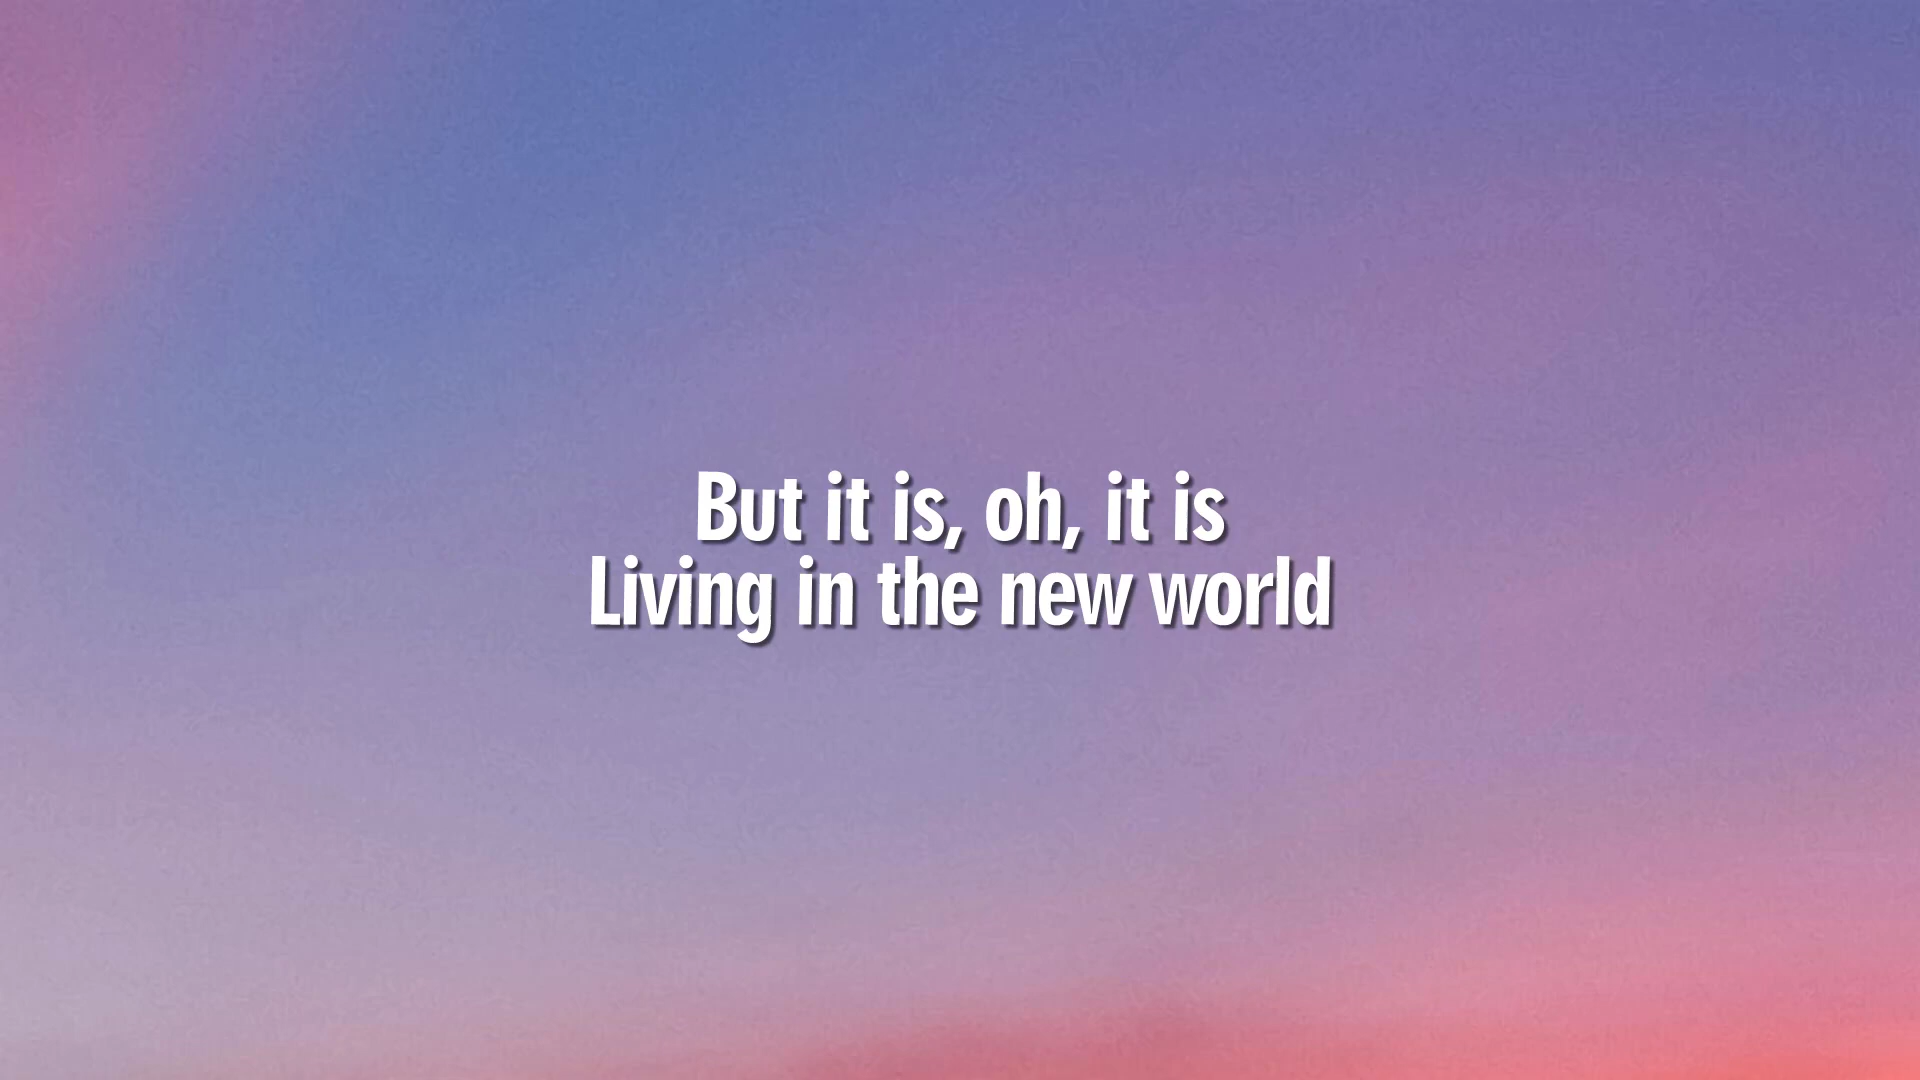 But it is, oh, it is
Living in the new world